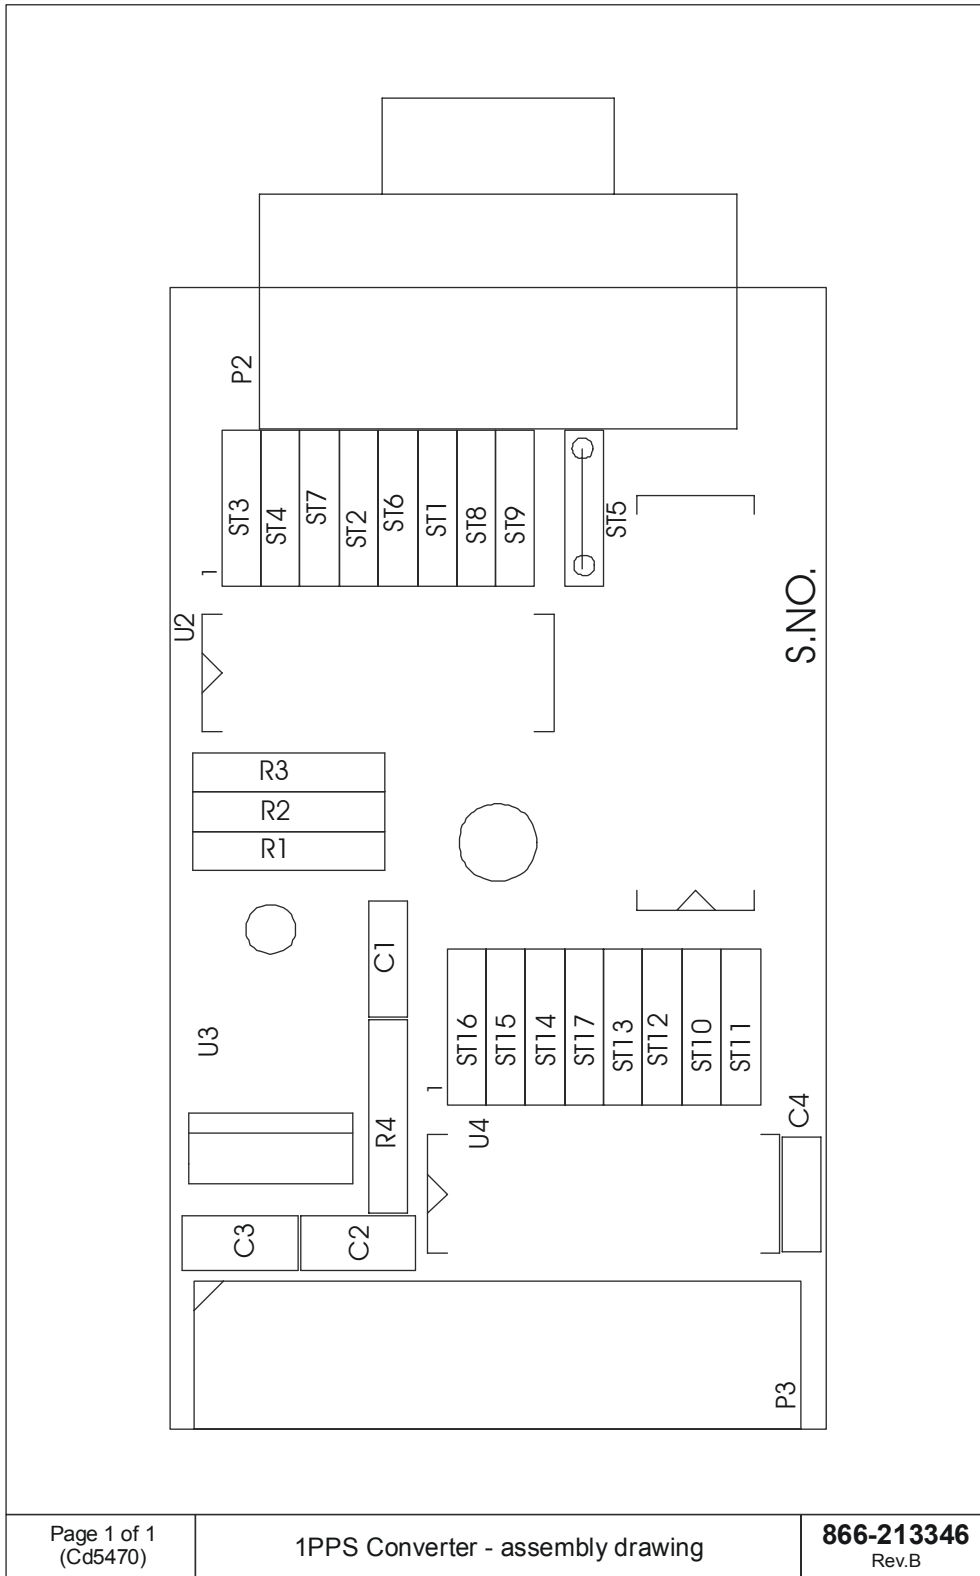 P2
ST3
ST4
ST7
ST2
ST6
ST1
ST8
ST9
ST5
1
U2
S.NO.
R3
R2
R1
C1
U3
ST16
ST15
ST14
ST17
ST13
ST12
ST10
ST11
1
R4
U4
C4
C3
C2
P3
Page 1 of 1
(Cd5470)
1PPS Converter - assembly drawing
866-213346
Rev.B